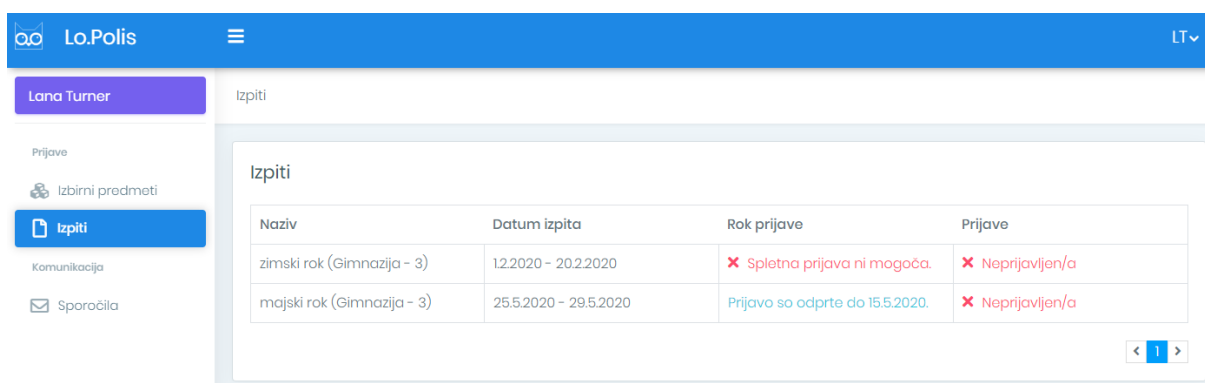 Lo.Polis
LT
Lana Turner
Izpiti
Prijave
Izbirni predmeti
Izpiti
Komunikacija
Sporočila
Izpiti
Naziv Datum izpita Rok prijave Prijave
zimski rok (Gimnazija - 3) 1.2.2020 - 20.2.2020 Spletna prijava ni mogoča. Neprijavljen/a
majski rok (Gimnazija - 3) 25.5.2020 - 29.5.2020 Prijavo so odprte do 15.5.2020. Neprijavljen/a
< 1 >